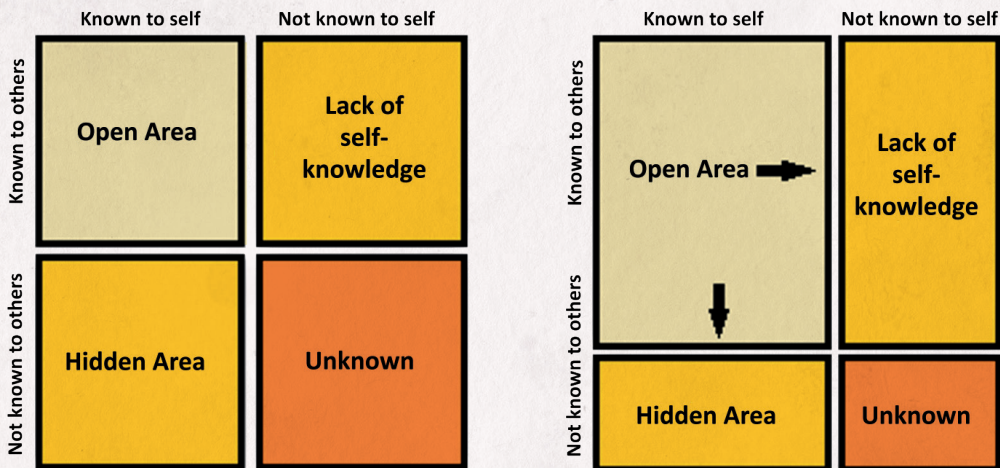 Known to self
Not known to self
Known to others
Open Area
Lack of
self-
knowledge
Not known to others
Hidden Area
Unknown
Known to self
Not known to self
Known to others
Open Area
Lack of
self-
knowledge
Not known to others
Hidden Area
Unknown